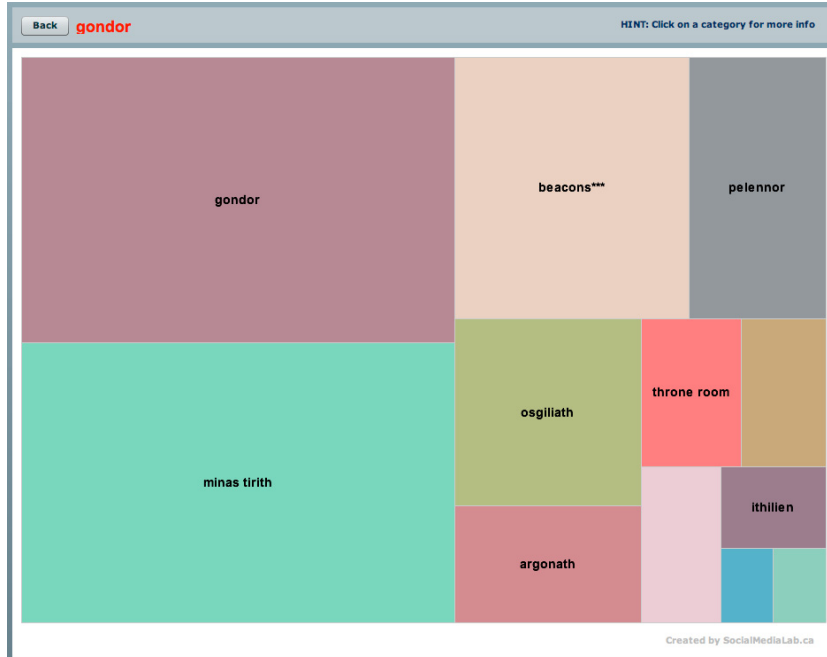 Back gondor HINT: Click on a category for more info
gondor
beacons***
pelennor
minas tirith
osgiliath
throne room
argonath
ithilien
Created by SocialMediaLab.ca